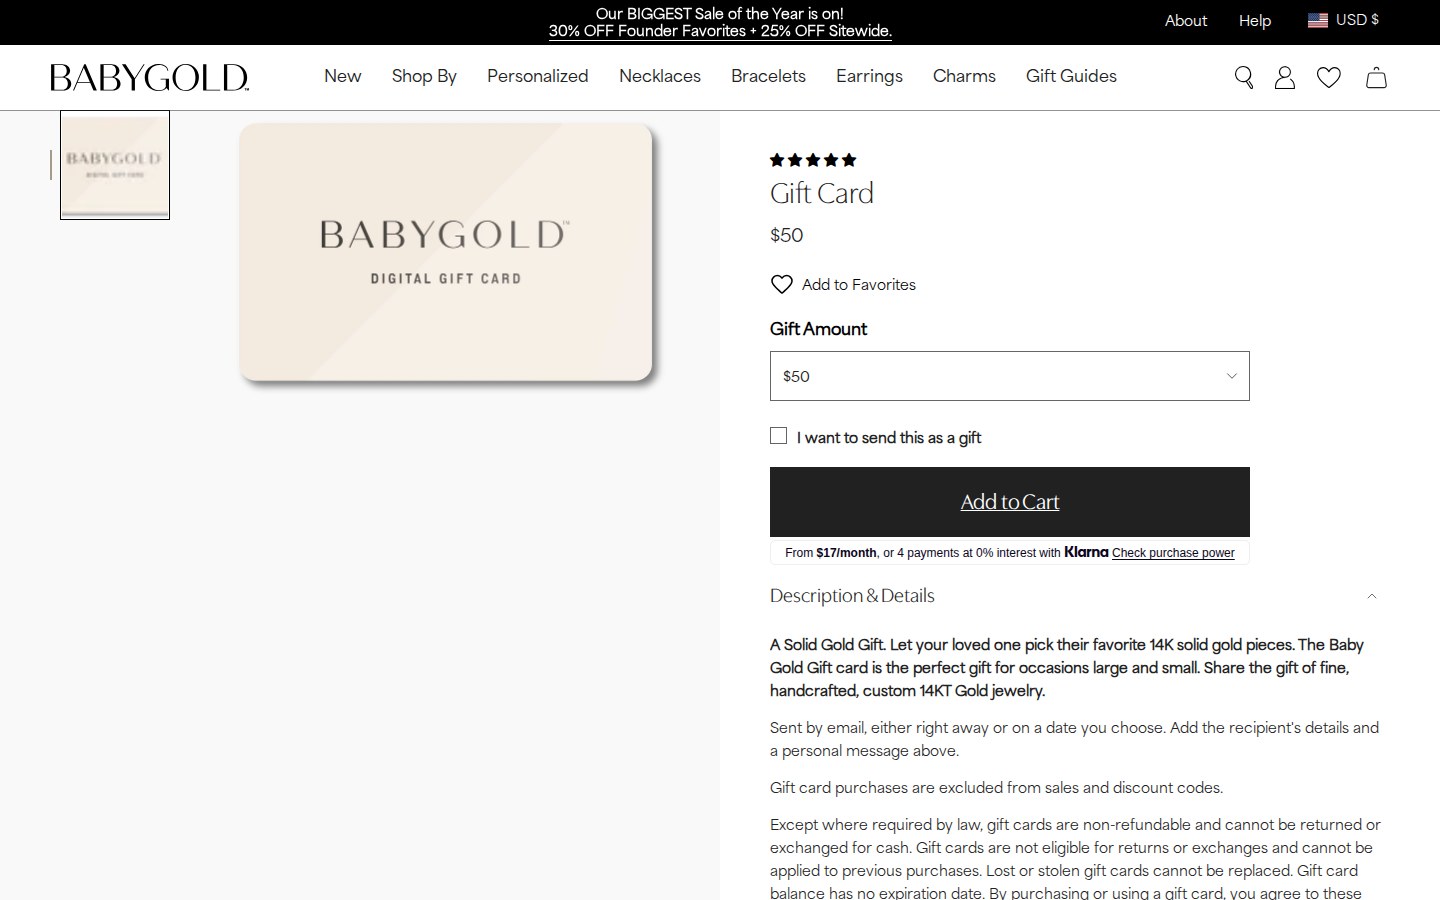 Our BIGGEST Sale of the Year is on!
30% OFF Founder Favorites + 25% OFF Sitewide.
About Help USD $
BABYGOLD™
New Shop By Personalized Necklaces Bracelets Earrings Charms Gift Guides
BABYGOLD
DIGITAL GIFT CARD
BABYGOLD™
DIGITAL GIFT CARD
Gift Card
$50
Add to Favorites
Gift Amount
$50
I want to send this as a gift
Add to Cart
From $17/month, or 4 payments at 0% interest with Klarna Check purchase power
Description & Details
A Solid Gold Gift. Let your loved one pick their favorite 14K solid gold pieces. The Baby
Gold Gift card is the perfect gift for occasions large and small. Share the gift of fine,
handcrafted, custom 14KT Gold jewelry.
Sent by email, either right away or on a date you choose. Add the recipient's details and
a personal message above.
Gift card purchases are excluded from sales and discount codes.
Except where required by law, gift cards are non-refundable and cannot be returned or
exchanged for cash. Gift cards are not eligible for returns or exchanges and cannot be
applied to previous purchases. Lost or stolen gift cards cannot be replaced. Gift card
balance has no expiration date. By purchasing or using a gift card, you agree to these